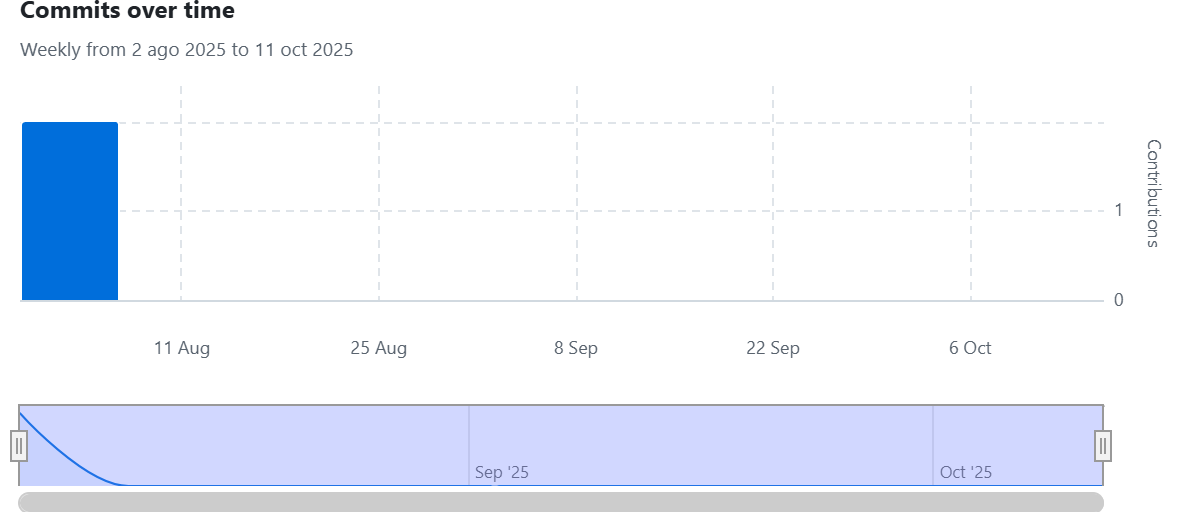 Commits over time
Weekly from 2 ago 2025 to 11 oct 2025
Contributions
1
0
11 Aug
25 Aug
8 Sep
22 Sep
6 Oct
Sep '25
Oct '25